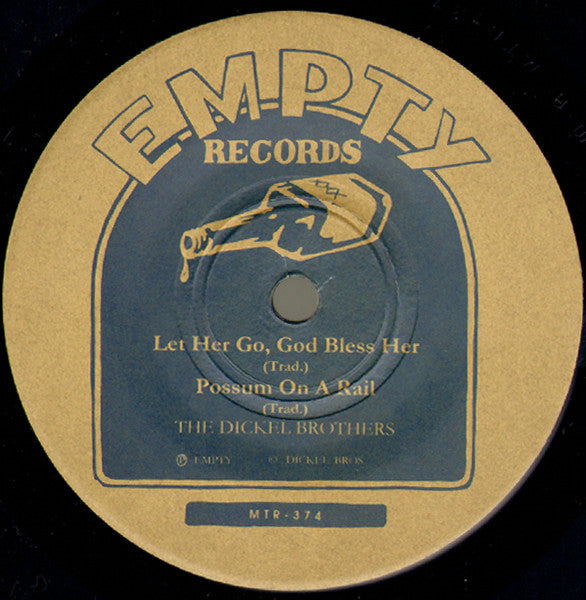 EMPTY
RECORDS
XXX
Let Her Go, God Bless Her
(Trad.)
Possum On A Rail
(Trad.)
THE DICKEL BROTHERS
Ⓟ EMPTY © DICKEL BROS.
MTR-374